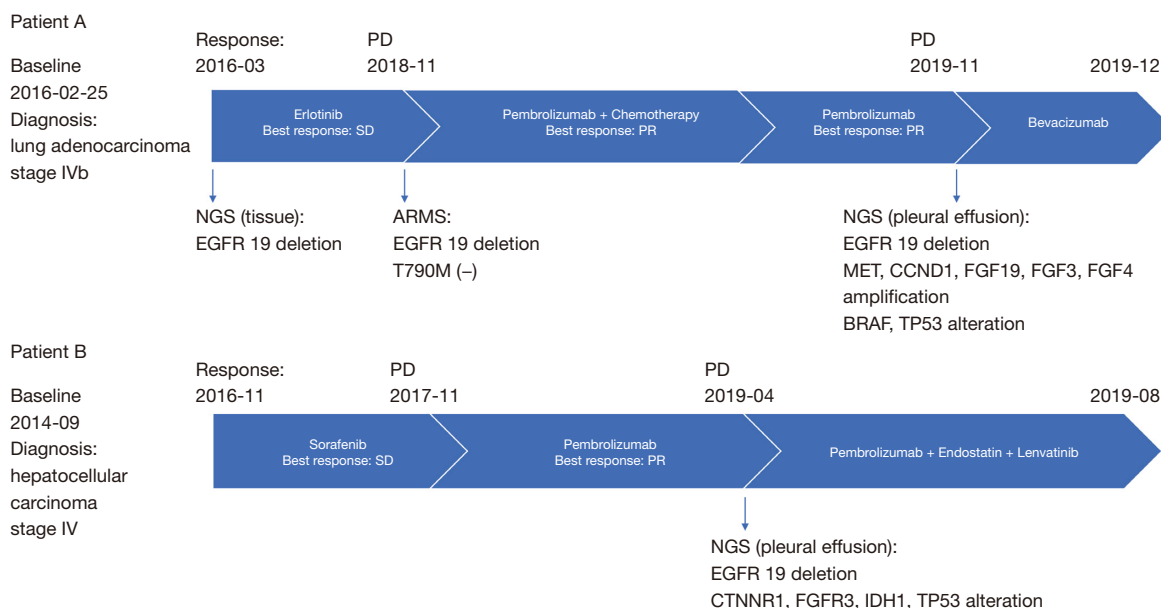 Patient A
Response:
PD
PD
Baseline
2016-03
2018-11
2019-11
2019-12
2016-02-25
Diagnosis:
lung adenocarcinoma
stage IVb
Erlotinib
Best response: SD
Pembrolizumab + Chemotherapy
Best response: PR
Pembrolizumab
Best response: PR
Bevacizumab
NGS (tissue):
EGFR 19 deletion
ARMS:
EGFR 19 deletion
T790M (–)
NGS (pleural effusion):
EGFR 19 deletion
MET, CCND1, FGF19, FGF3, FGF4
amplification
BRAF, TP53 alteration
Patient B
Response:
PD
PD
Baseline
2016-11
2017-11
2019-04
2019-08
2014-09
Diagnosis:
hepatocellular
carcinoma
stage IV
Sorafenib
Best response: SD
Pembrolizumab
Best response: PR
Pembrolizumab + Endostatin + Lenvatinib
NGS (pleural effusion):
EGFR 19 deletion
CTNNR1, FGFR3, IDH1, TP53 alteration